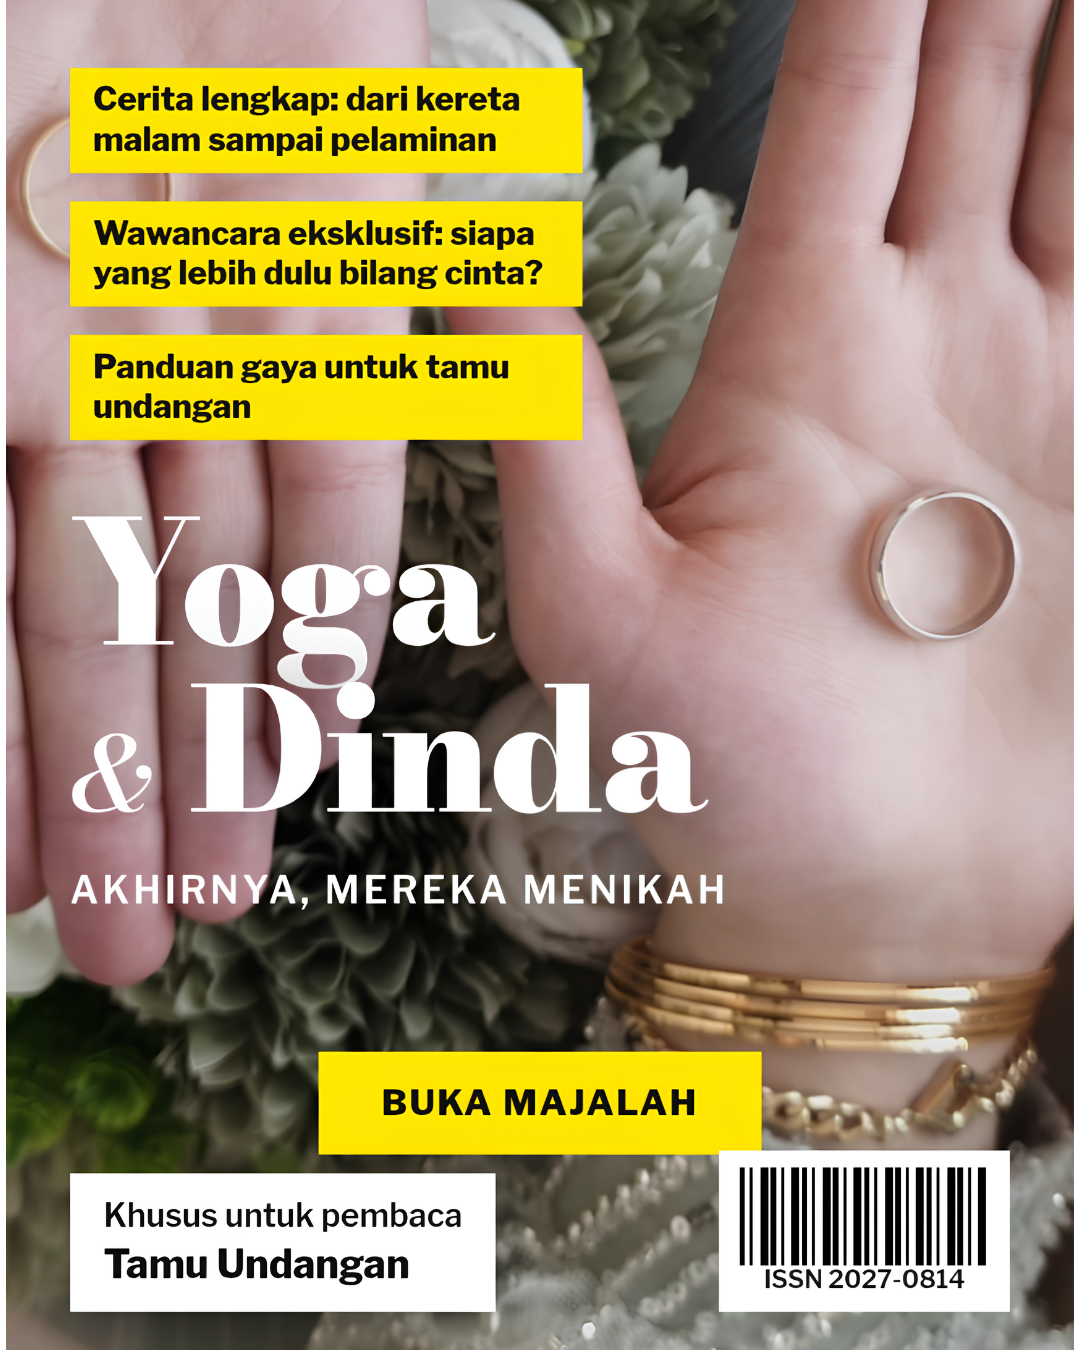 Cerita lengkap: dari kereta
malam sampai pelaminan
Wawancara eksklusif: siapa
yang lebih dulu bilang cinta?
Panduan gaya untuk tamu
undangan
Yoga
& Dinda
AKHIRNYA, MEREKA MENIKAH
BUKA MAJALAH
Khusus untuk pembaca
Tamu Undangan
ISSN 2027-0814